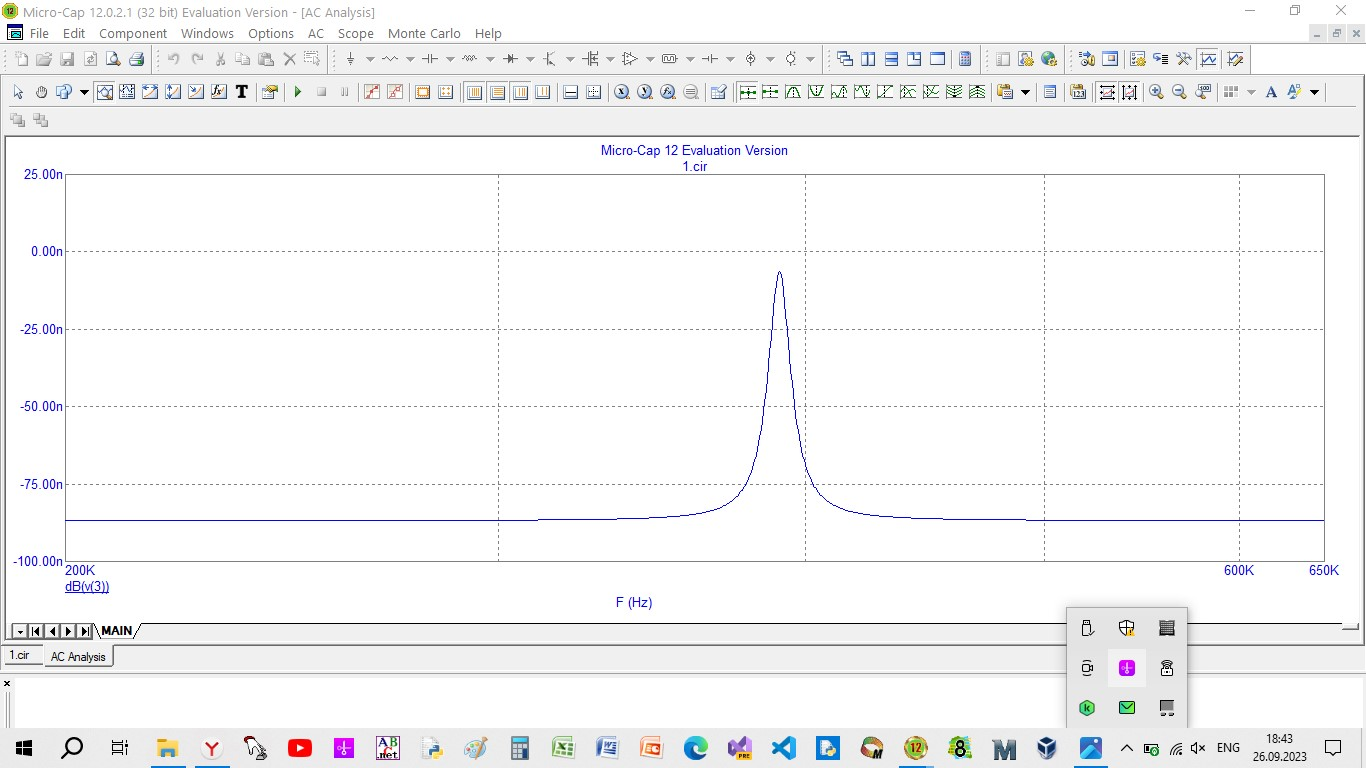 Micro-Cap 12.0.2.1 (32 bit) Evaluation Version - [AC Analysis]
File Edit Component Windows Options AC Scope Monte Carlo Help
Micro-Cap 12 Evaluation Version
1.cir
25.00n
0.00n
-25.00n
-50.00n
-75.00n
-100.00n
200K 600K 650K
dB(v(3))
F (Hz)
MAIN
1.cir AC Analysis
ENG
18:43
26.09.2023